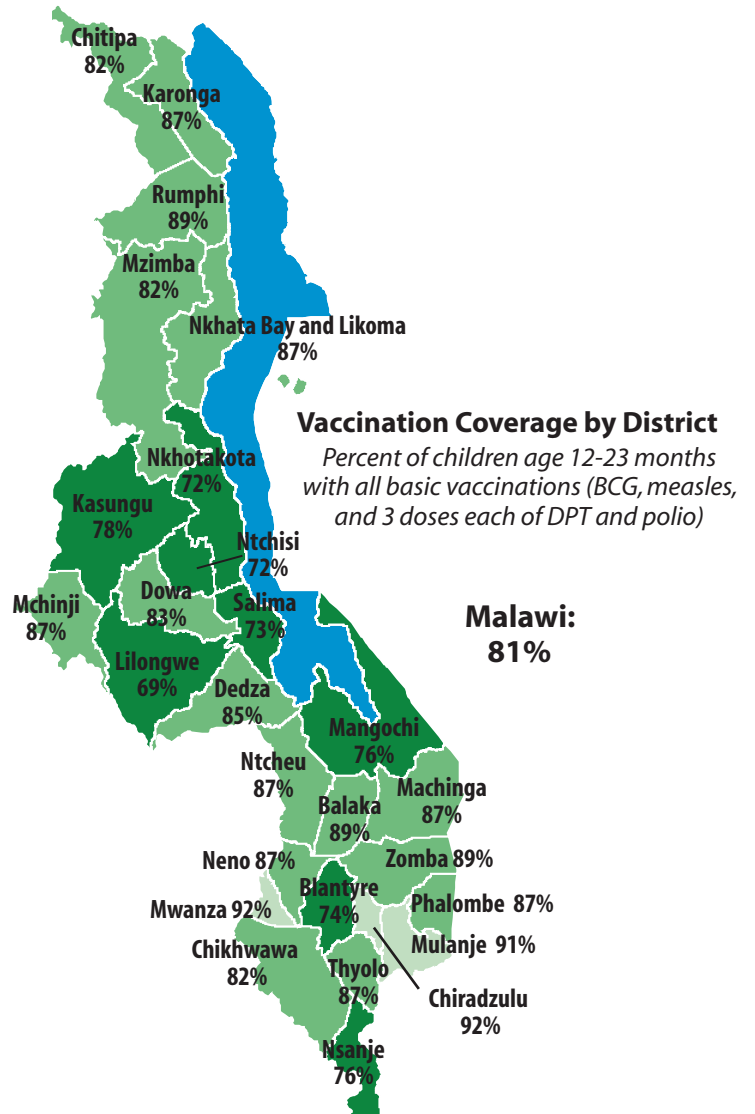 Chitipa
82%
Karonga
87%
Rumphi
89%
Mzimba
82%
Nkhata Bay and Likoma
87%
Vaccination Coverage by District
Percent of children age 12-23 months
with all basic vaccinations (BCG, measles,
and 3 doses each of DPT and polio)
Nkhotakota
72%
Kasungu
78%
Ntchisi
72%
Dowa
83%
Mchinji
87%
Salima
73%
Malawi:
81%
Lilongwe
69%
Dedza
85%
Mangochi
76%
Ntcheu
87%
Machinga
87%
Balaka
89%
Neno 87%
Zomba 89%
Blantyre
74%
Phalombe 87%
Mwanza 92%
Mulanje 91%
Chikhwawa
82%
Thyolo
87%
Chiradzulu
92%
Nsanje
76%